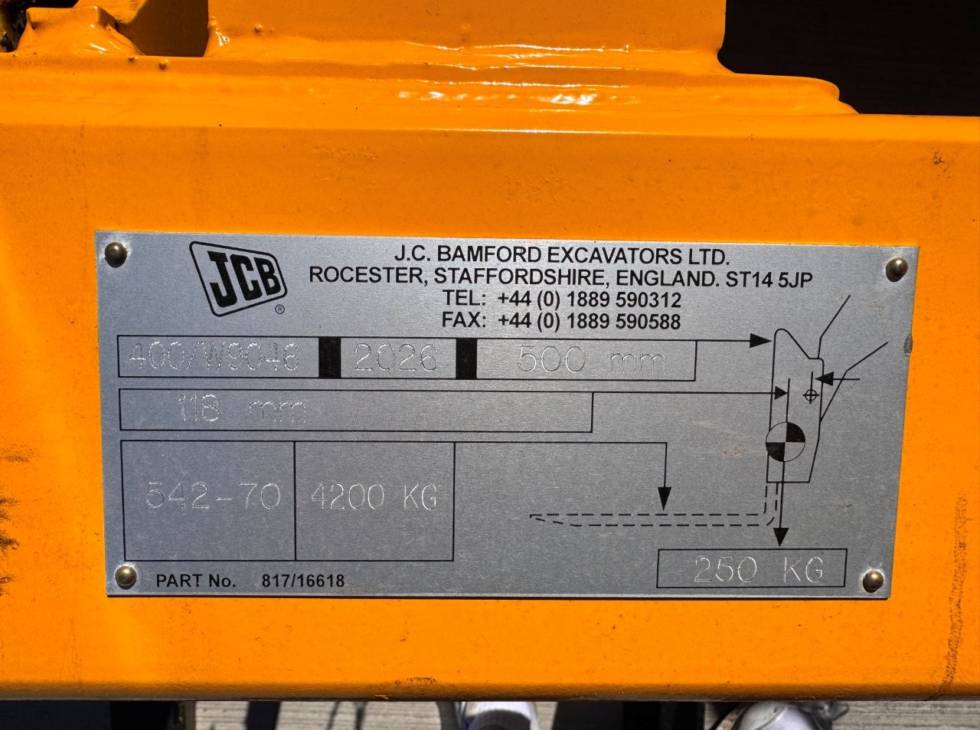 JCB ®
J.C. BAMFORD EXCAVATORS LTD.
ROCESTER, STAFFORDSHIRE, ENGLAND. ST14 5JP
TEL: +44 (0) 1889 590312
FAX: +44 (0) 1889 590588
400/W9046 2026 500 mm
118 mm
542-70 4200 KG
250 KG
PART No. 817/16618